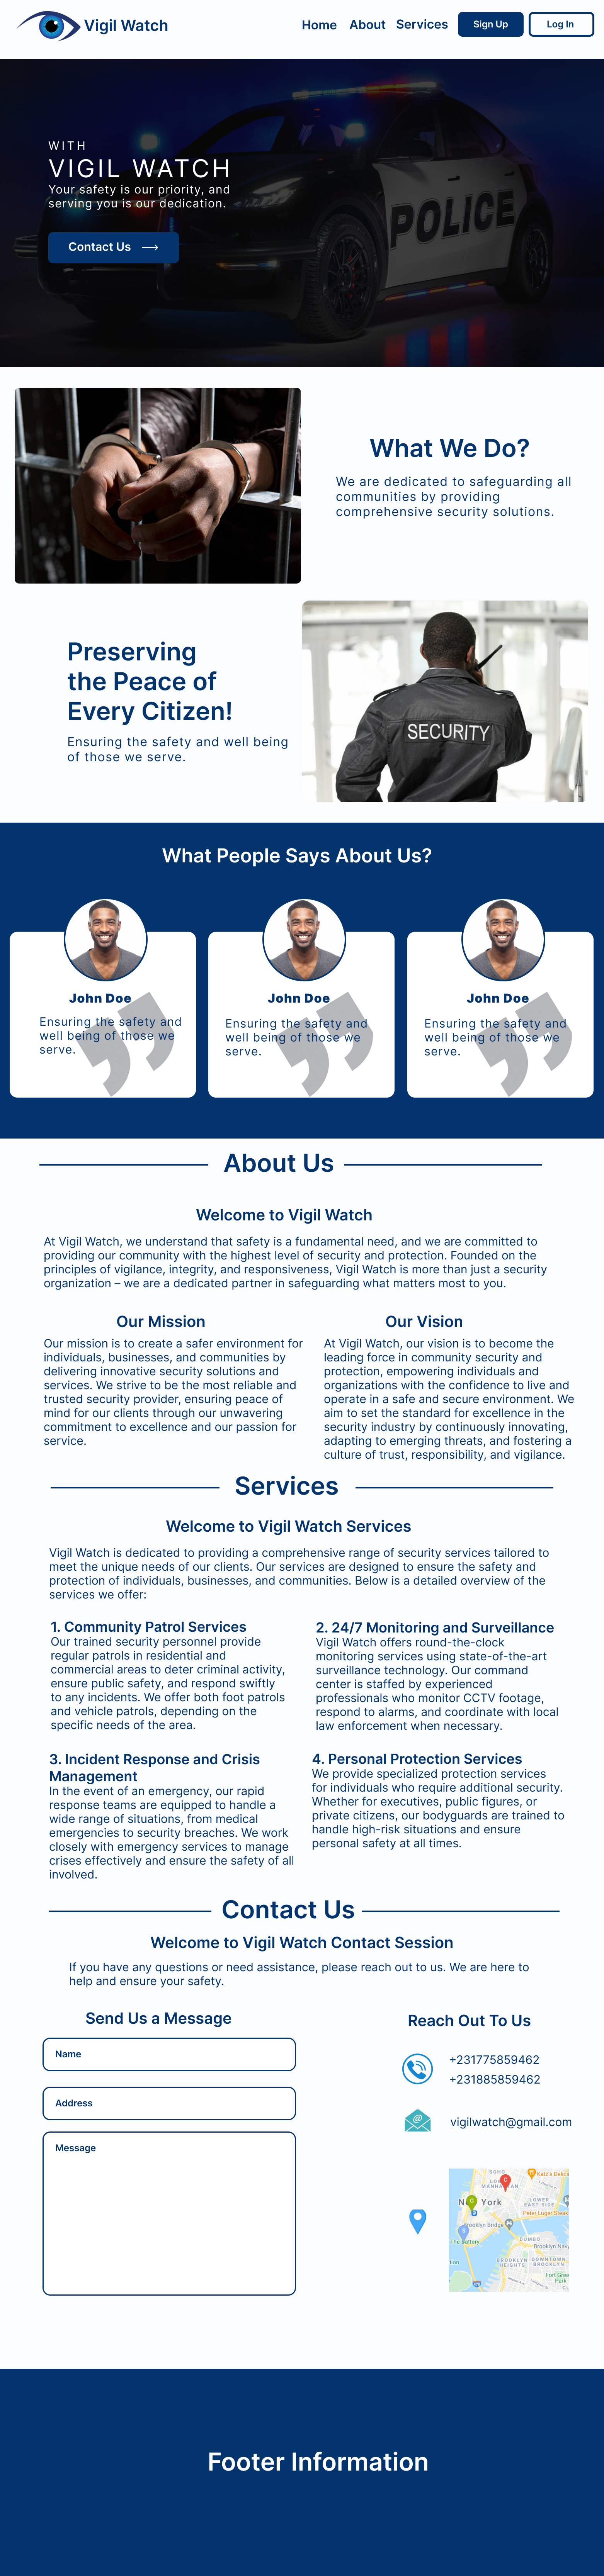 Vigil Watch
Home
About
Services
Sign Up
Log In
WITH
VIGIL WATCH
Your safety is our priority, and
serving you is our dedication.
Contact Us
POLICE
What We Do?
We are dedicated to safeguarding all
communities by providing
comprehensive security solutions.
Preserving
the Peace of
Every Citizen!
Ensuring the safety and well being
of those we serve.
SECURITY
What People Says About Us?
John Doe
Ensuring the safety and
well being of those we
serve.
John Doe
Ensuring the safety and
well being of those we
serve.
John Doe
Ensuring the safety and
well being of those we
serve.
About Us
Welcome to Vigil Watch
At Vigil Watch, we understand that safety is a fundamental need, and we are committed to
providing our community with the highest level of security and protection. Founded on the
principles of vigilance, integrity, and responsiveness, Vigil Watch is more than just a security
organization – we are a dedicated partner in safeguarding what matters most to you.
Our Mission
Our mission is to create a safer environment for
individuals, businesses, and communities by
delivering innovative security solutions and
services. We strive to be the most reliable and
trusted security provider, ensuring peace of
mind for our clients through our unwavering
commitment to excellence and our passion for
service.
Our Vision
At Vigil Watch, our vision is to become the
leading force in community security and
protection, empowering individuals and
organizations with the confidence to live and
operate in a safe and secure environment. We
aim to set the standard for excellence in the
security industry by continuously innovating,
adapting to emerging threats, and fostering a
culture of trust, responsibility, and vigilance.
Services
Welcome to Vigil Watch Services
Vigil Watch is dedicated to providing a comprehensive range of security services tailored to
meet the unique needs of our clients. Our services are designed to ensure the safety and
protection of individuals, businesses, and communities. Below is a detailed overview of the
services we offer:
1. Community Patrol Services
Our trained security personnel provide
regular patrols in residential and
commercial areas to deter criminal activity,
ensure public safety, and respond swiftly
to any incidents. We offer both foot patrols
and vehicle patrols, depending on the
specific needs of the area.
2. 24/7 Monitoring and Surveillance
Vigil Watch offers round-the-clock
monitoring services using state-of-the-art
surveillance technology. Our command
center is staffed by experienced
professionals who monitor CCTV footage,
respond to alarms, and coordinate with local
law enforcement when necessary.
3. Incident Response and Crisis
Management
In the event of an emergency, our rapid
response teams are equipped to handle a
wide range of situations, from medical
emergencies to security breaches. We work
closely with emergency services to manage
crises effectively and ensure the safety of all
involved.
4. Personal Protection Services
We provide specialized protection services
for individuals who require additional security.
Whether for executives, public figures, or
private citizens, our bodyguards are trained to
handle high-risk situations and ensure
personal safety at all times.
Contact Us
Welcome to Vigil Watch Contact Session
If you have any questions or need assistance, please reach out to us. We are here to
help and ensure your safety.
Send Us a Message
Name
Address
Message
Reach Out To Us
+231775859462
+231885859462
@
vigilwatch@gmail.com
SOHO
Katz's Delica
LOWER
EAST SIDE
Peter Luger Steak
Brooklyn Bridge
DUMBO
The Battery
Brooklyn Navy
BROOKLYN
HEIGHTS
DOWNTOWN
BROOKLYN
Fort Gree
Park
Footer Information